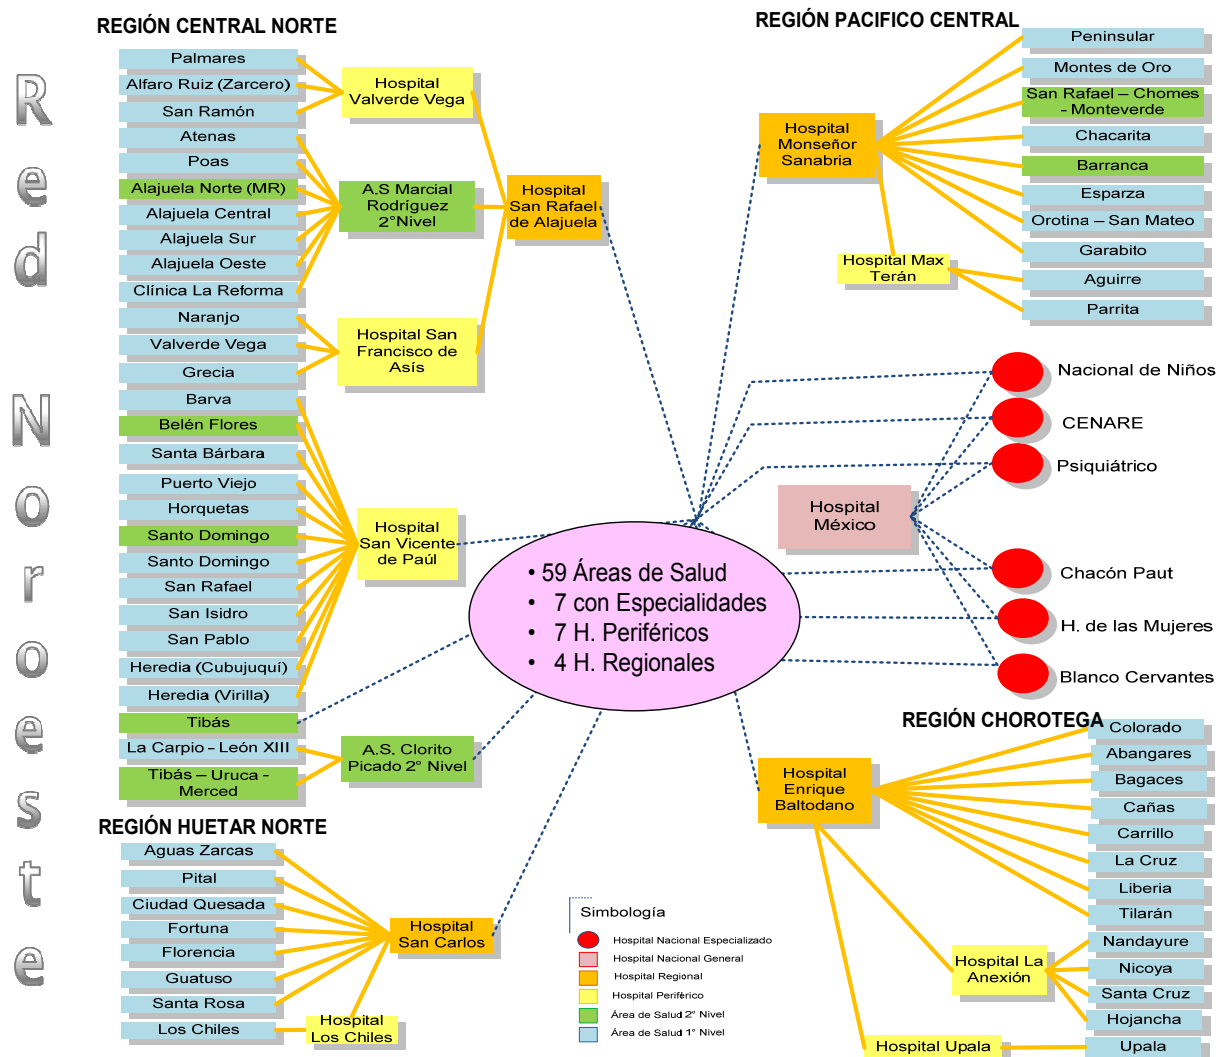 Red Noroeste
REGIÓN CENTRAL NORTE
Palmares
Alfaro Ruiz (Zarcero)
San Ramón
Atenas
Poas
Alajuela Norte (MR)
Alajuela Central
Alajuela Sur
Alajuela Oeste
Clínica La Reforma
Naranjo
Valverde Vega
Grecia
Barva
Belén Flores
Santa Bárbara
Puerto Viejo
Horquetas
Santo Domingo
Santo Domingo
San Rafael
San Isidro
San Pablo
Heredia (Cubujuquí)
Heredia (Virilla)
Tibás
La Carpio - León XIII
Tibás – Uruca -
Merced
Hospital
Valverde Vega
A.S Marcial
Rodríguez
2°Nivel
Hospital San
Francisco de
Asís
Hospital
San Vicente
de Paúl
A.S. Clorito
Picado 2° Nivel
Hospital
San Rafael
de Alajuela
REGIÓN HUETAR NORTE
Aguas Zarcas
Pital
Ciudad Quesada
Fortuna
Florencia
Guatuso
Santa Rosa
Los Chiles
Hospital
Los Chiles
Hospital
San Carlos
• 59 Áreas de Salud
• 7 con Especialidades
• 7 H. Periféricos
• 4 H. Regionales
REGIÓN PACIFICO CENTRAL
Hospital
Monseñor
Sanabria
Hospital Max
Terán
Peninsular
Montes de Oro
San Rafael – Chomes
- Monteverde
Chacarita
Barranca
Esparza
Orotina – San Mateo
Garabito
Aguirre
Parrita
Hospital
México
Nacional de Niños
CENARE
Psiquiátrico
Chacón Paut
H. de las Mujeres
Blanco Cervantes
REGIÓN CHOROTEGA
Hospital
Enrique
Baltodano
Colorado
Abangares
Bagaces
Cañas
Carrillo
La Cruz
Liberia
Tilarán
Nandayure
Nicoya
Santa Cruz
Hojancha
Upala
Hospital La
Anexión
Hospital Upala
Simbología
Hospital Nacional Especializado
Hospital Nacional General
Hospital Regional
Hospital Periférico
Área de Salud 2° Nivel
Área de Salud 1° Nivel